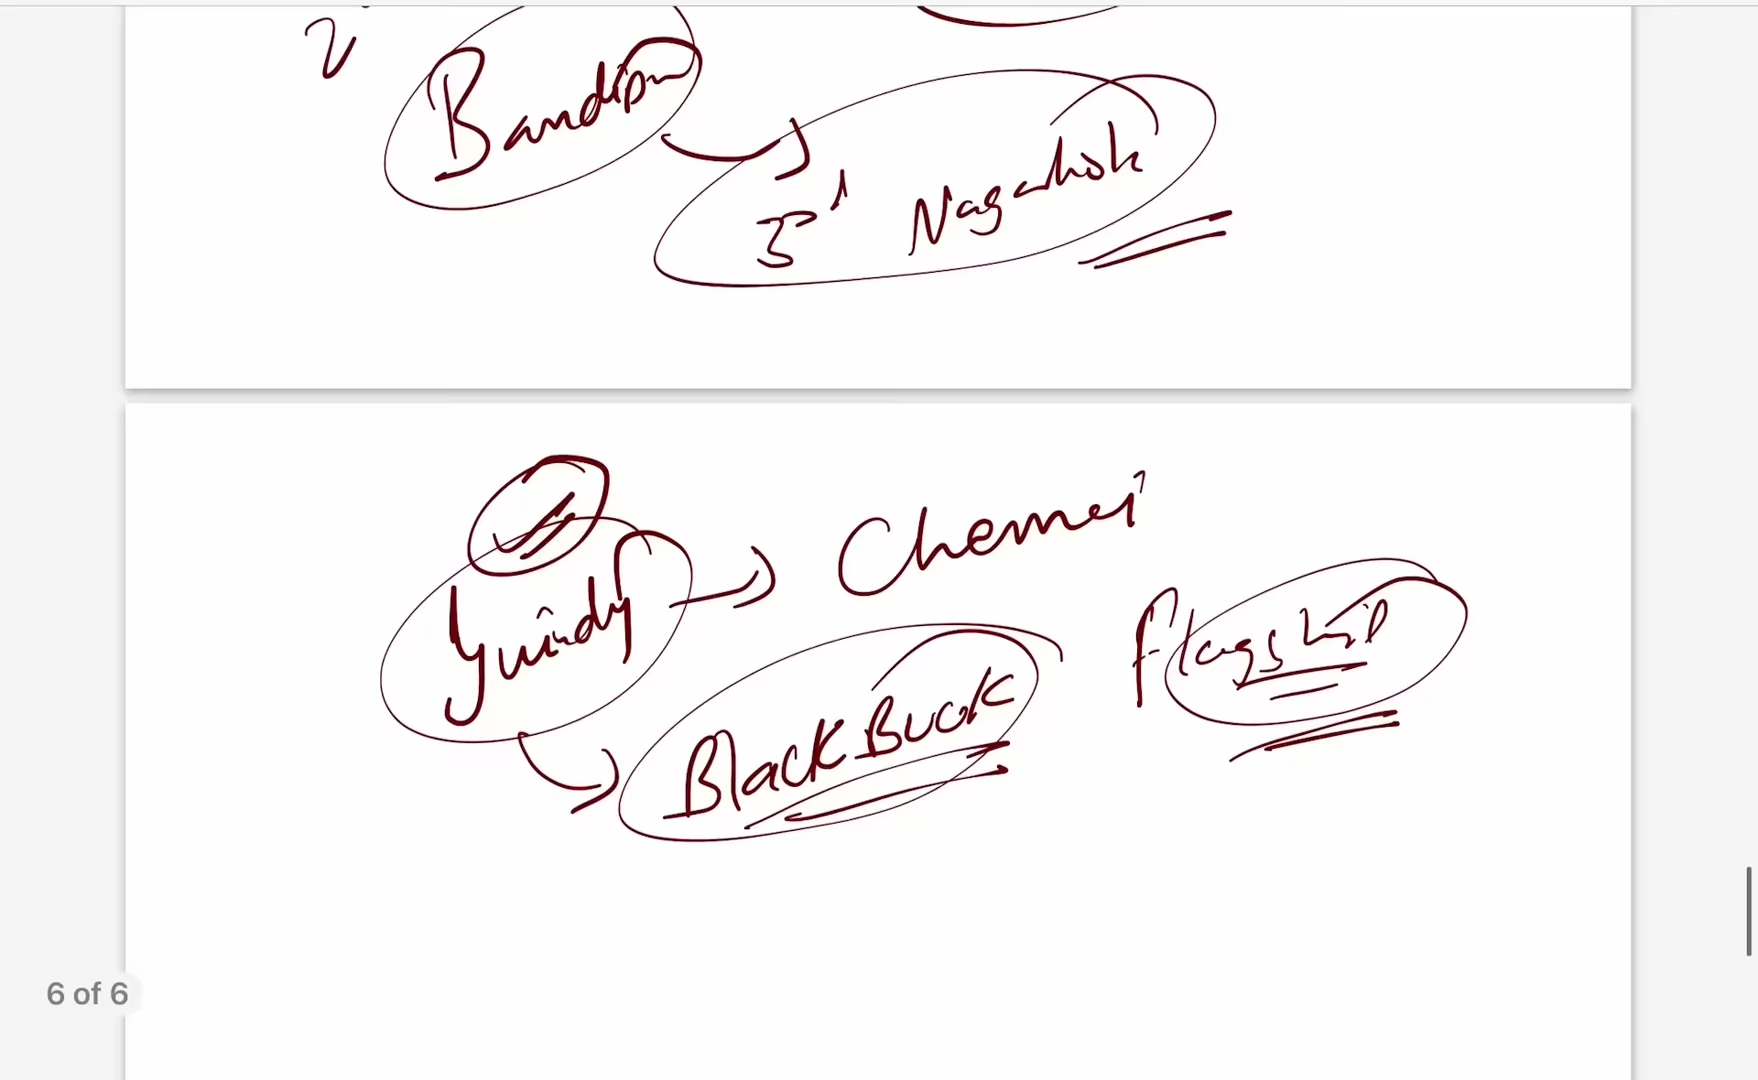 2
Bandipur
3' Nagarhole
Guindy → Chennai
Flagship
BlackBuck
6 of 6